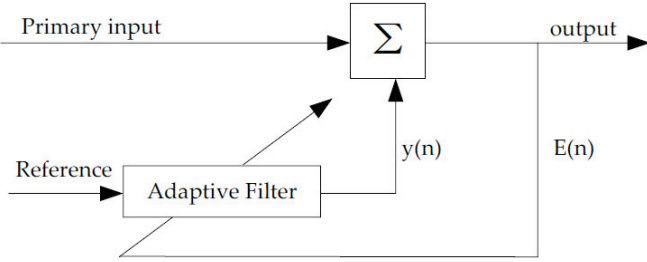 Primary input
Σ
output
y(n)
E(n)
Reference
Adaptive Filter